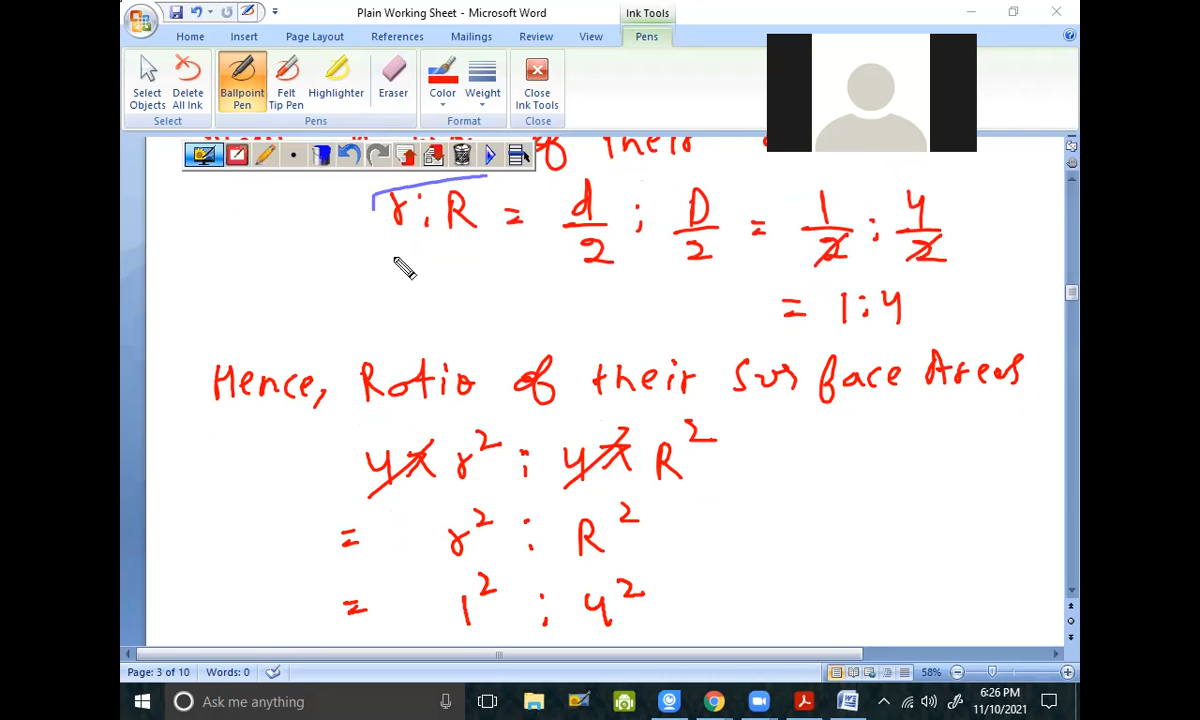 Plain Working Sheet - Microsoft Word
Ink Tools
Home Insert Page Layout References Mailings Review View Pens
Select Objects
Delete All Ink
Ballpoint Pen
Felt Tip Pen
Highlighter
Eraser
Color
Weight
Close Ink Tools
Select Pens Format Close
of their
r : R = d/2 : D/2 = 1/2 : 4/2
= 1 : 4
Hence, Ratio of their Surface Areas
4π r² : 4π R²
= r² : R²
= 1² : 4²
Page: 3 of 10 Words: 0 58%
Ask me anything
6:26 PM
11/10/2021